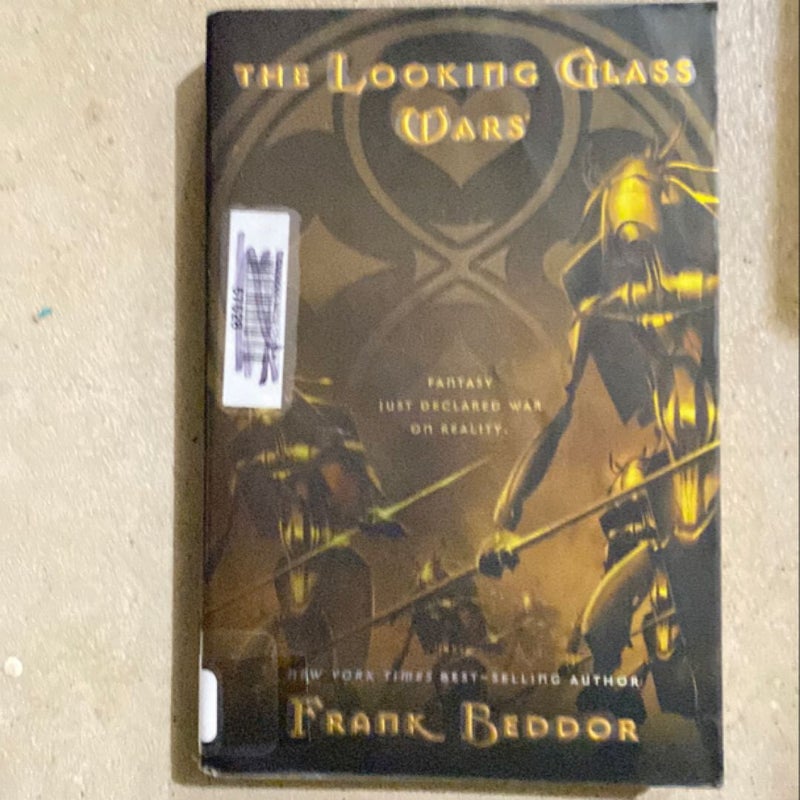 THE LOOKING GLASS
WARS
FANTASY
JUST DECLARED WAR
ON REALITY.
NEW YORK TIMES BEST-SELLING AUTHOR
FRANK BEDDOR